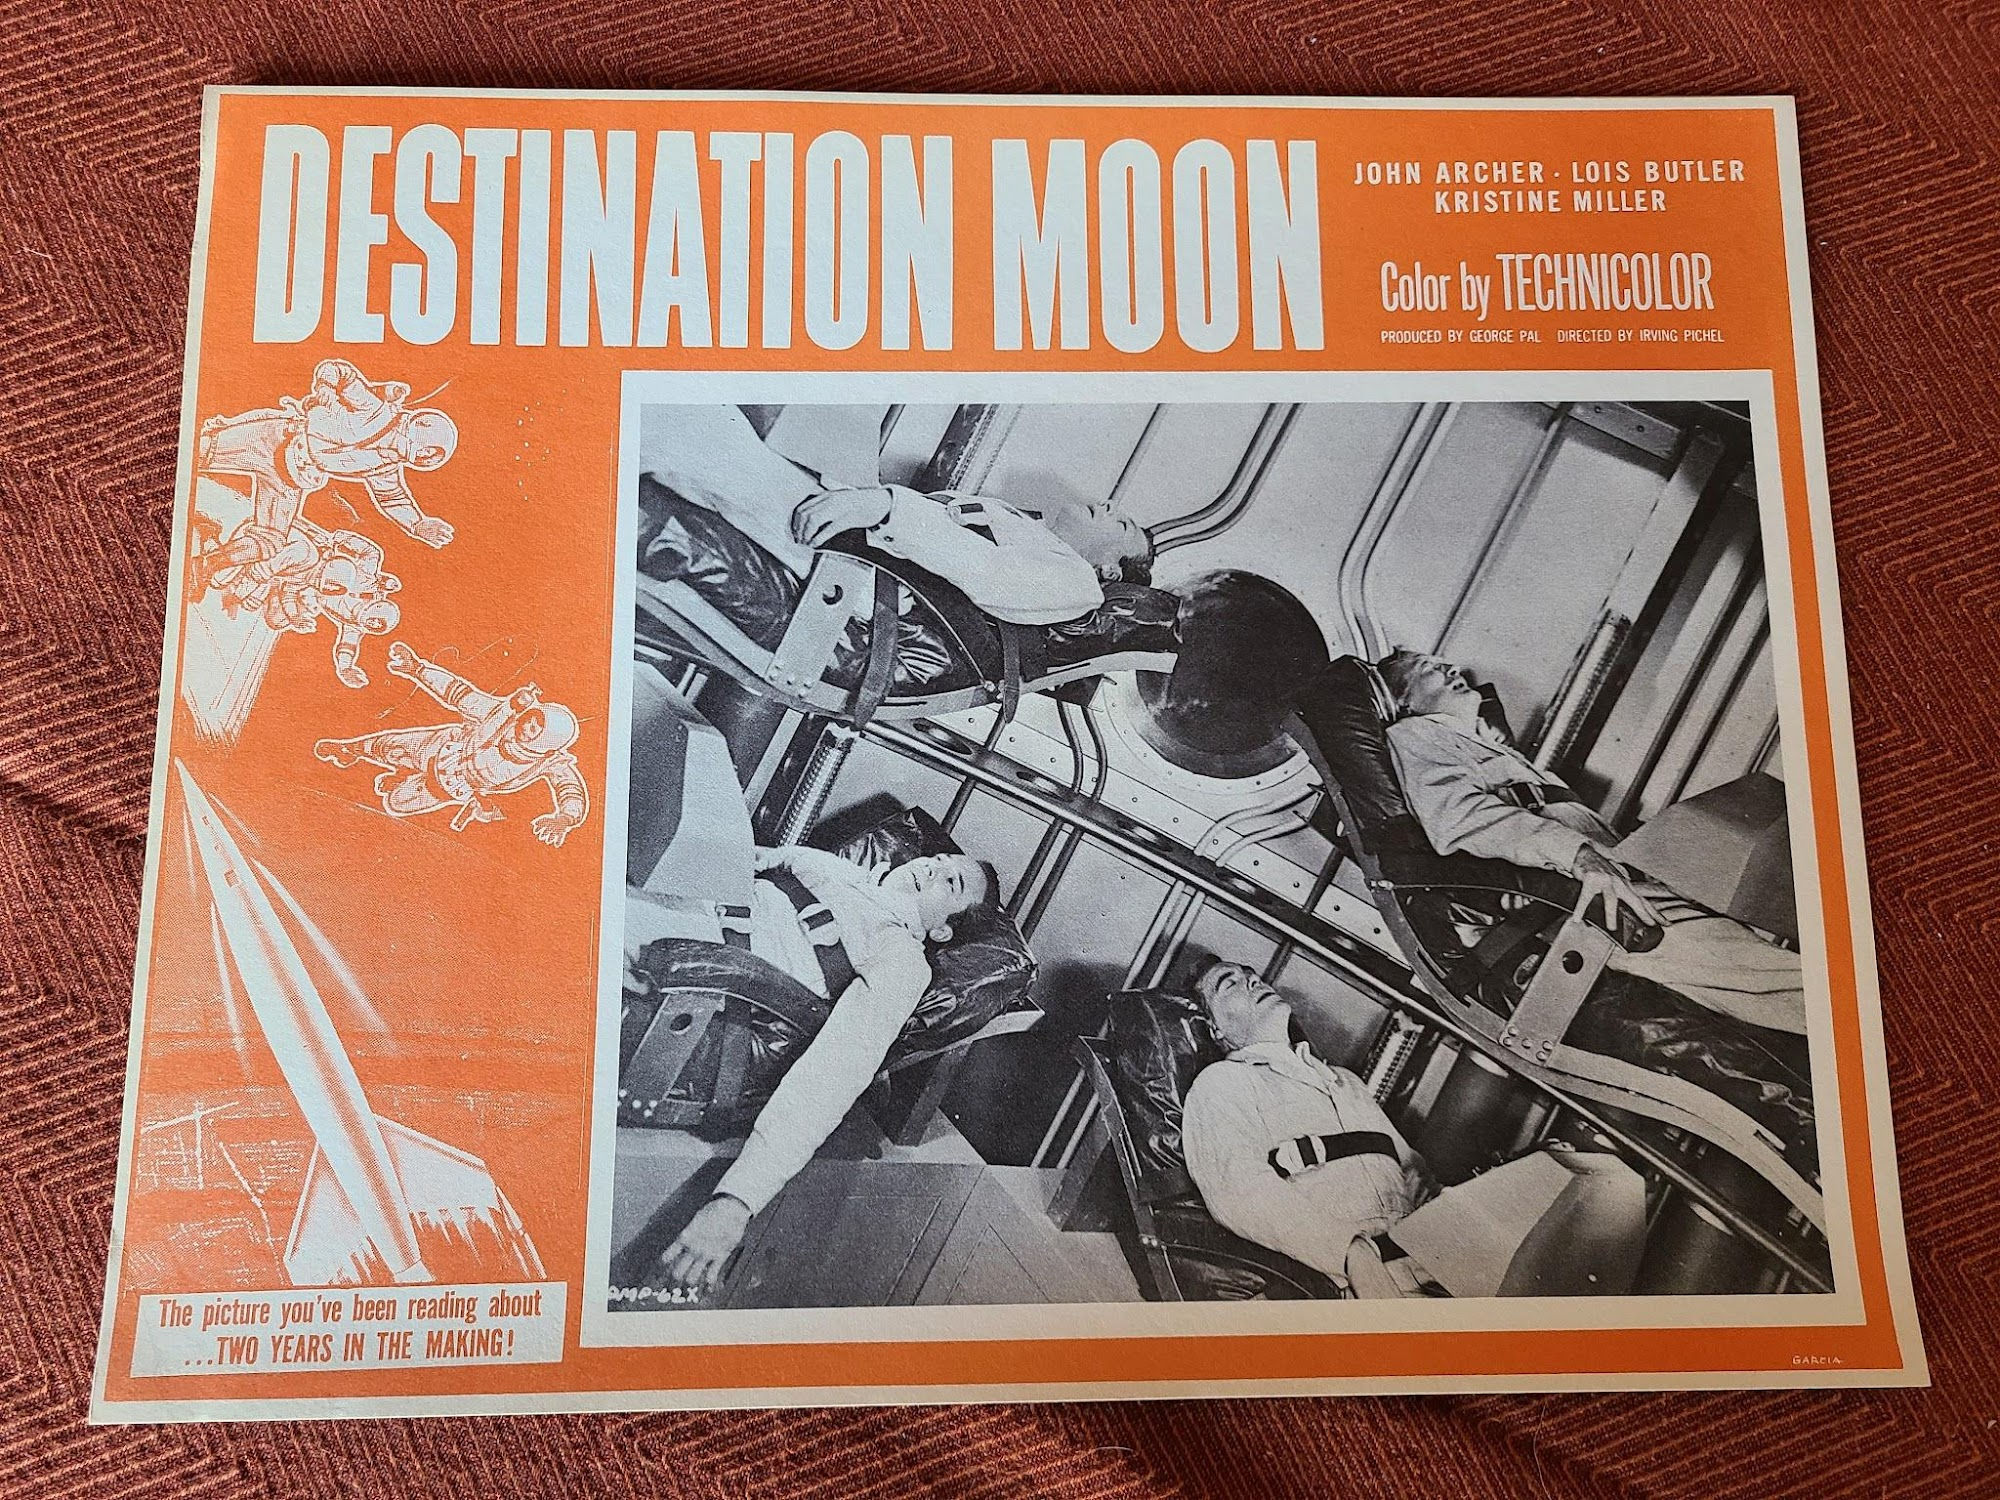 DESTINATION MOON
JOHN ARCHER · LOIS BUTLER
KRISTINE MILLER
Color by TECHNICOLOR
PRODUCED BY GEORGE PAL DIRECTED BY IRVING PICHEL
The picture you've been reading about
...TWO YEARS IN THE MAKING!
DMP-62X
GARCIA